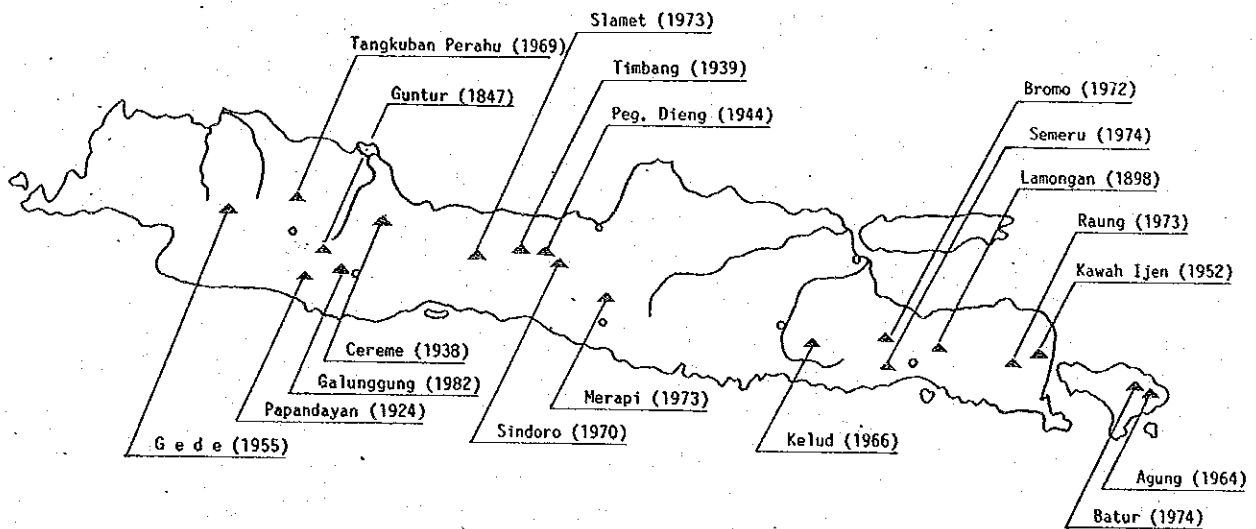 Slamet (1973)
Tangkuban Perahu (1969)
Timbang (1939)
Guntur (1847)
Peg. Dieng (1944)
Bromo (1972)
Semeru (1974)
Lamongan (1898)
Raung (1973)
Kawah Ijen (1952)
Cereme (1938)
Galunggung (1982)
Papandayan (1924)
G e d e (1955)
Merapi (1973)
Sindoro (1970)
Kelud (1966)
Agung (1964)
Batur (1974)